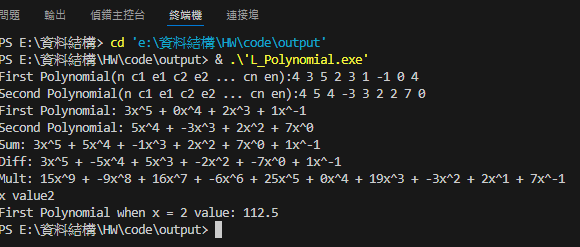 問題 輸出 偵錯主控台 終端機 連接埠
PS E:\資料結構> cd 'e:\資料結構\HW\code\output'
PS E:\資料結構\HW\code\output> & .\'L_Polynomial.exe'
First Polynomial(n c1 e1 c2 e2 ... cn en):4 3 5 2 3 1 -1 0 4
Second Polynomial(n c1 e1 c2 e2 ... cn en):4 5 4 -3 3 2 2 7 0
First Polynomial: 3x^5 + 0x^4 + 2x^3 + 1x^-1
Second Polynomial: 5x^4 + -3x^3 + 2x^2 + 7x^0
Sum: 3x^5 + 5x^4 + -1x^3 + 2x^2 + 7x^0 + 1x^-1
Diff: 3x^5 + -5x^4 + 5x^3 + -2x^2 + -7x^0 + 1x^-1
Mult: 15x^9 + -9x^8 + 16x^7 + -6x^6 + 25x^5 + 0x^4 + 19x^3 + -3x^2 + 2x^1 + 7x^-1
x value2
First Polynomial when x = 2 value: 112.5
PS E:\資料結構\HW\code\output>